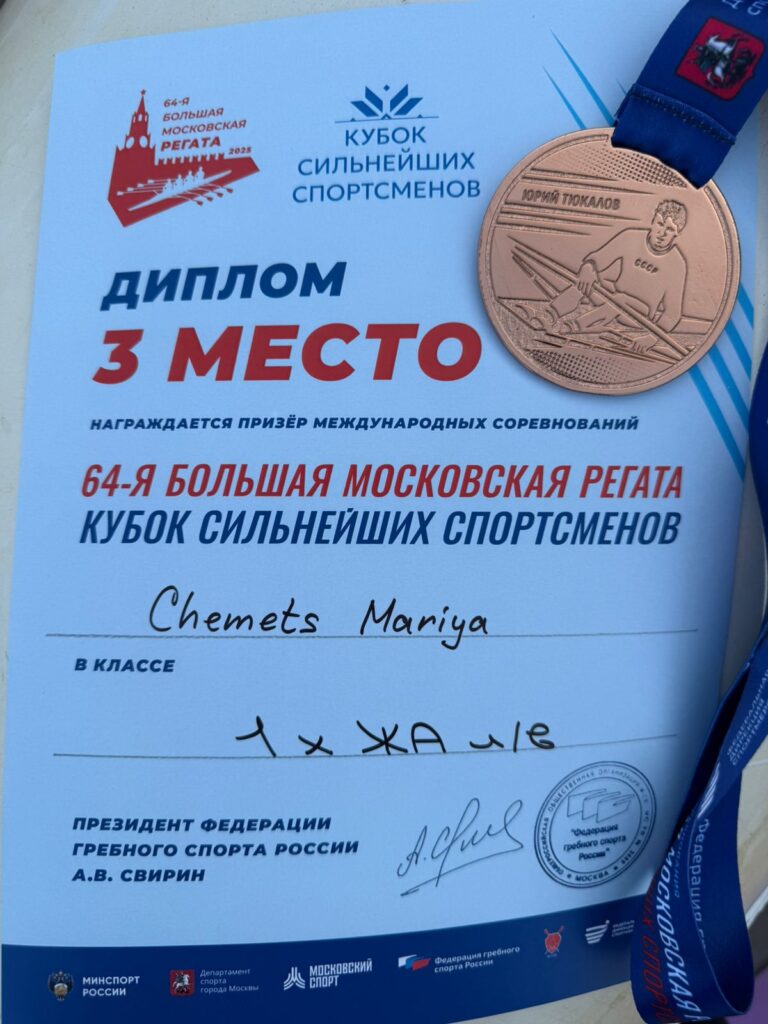 64-Я
БОЛЬШАЯ
МОСКОВСКАЯ
РЕГАТА 2025
КУБОК
СИЛЬНЕЙШИХ
СПОРТСМЕНОВ
ЮРИЙ ТЮКАЛОВ
СССР
ДИПЛОМ
3 МЕСТО
НАГРАЖДАЕТСЯ ПРИЗЁР МЕЖДУНАРОДНЫХ СОРЕВНОВАНИЙ
64-Я БОЛЬШАЯ МОСКОВСКАЯ РЕГАТА
КУБОК СИЛЬНЕЙШИХ СПОРТСМЕНОВ
Chemets Mariya
В КЛАССЕ
1х ЖА л/в
ПРЕЗИДЕНТ ФЕДЕРАЦИИ
ГРЕБНОГО СПОРТА РОССИИ
А.В. СВИРИН
"Федерация
гребного спорта
России"
МОСКВА
МИНСПОРТ
РОССИИ
Департамент
спорта
города Москвы
МОСКОВСКИЙ
СПОРТ
Федерация гребного
спорта России
МОСКОВСКАЯ